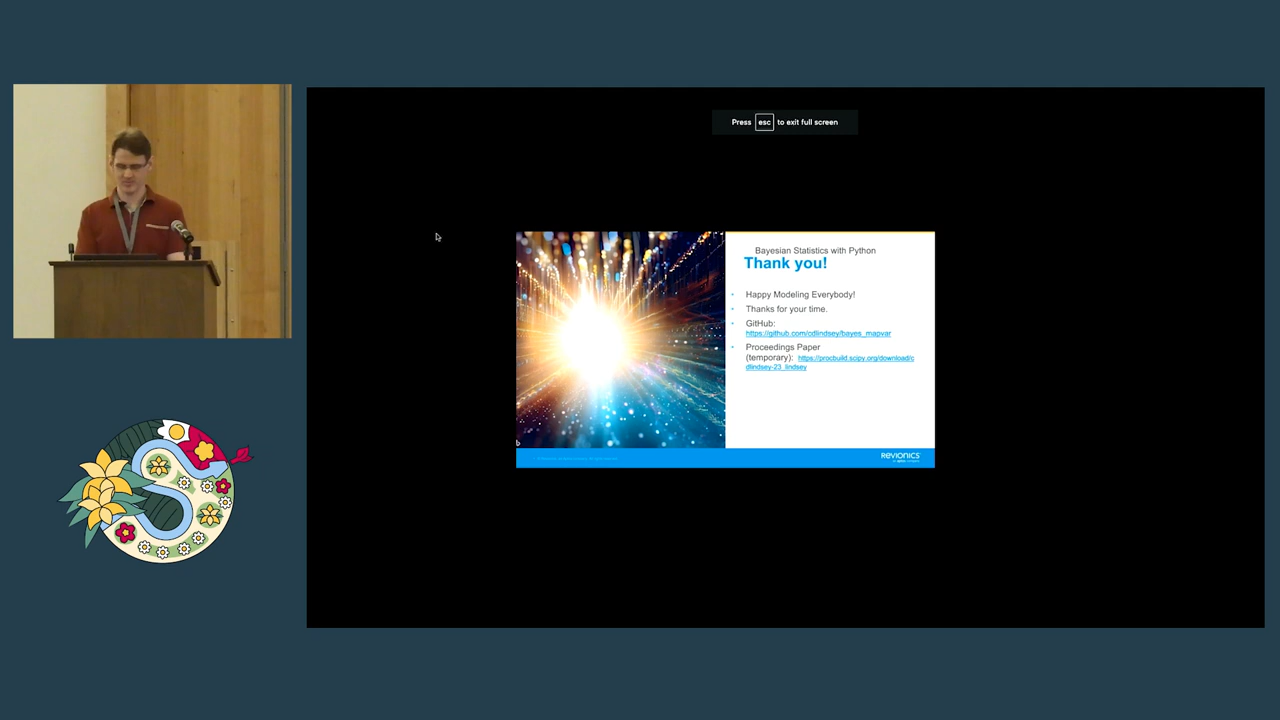 Press esc to exit full screen
Bayesian Statistics with Python
Thank you!
• Happy Modeling Everybody!
• Thanks for your time.
• GitHub:
https://github.com/cdlindsey/bayes_mapvar
• Proceedings Paper
(temporary): https://procbuild.scipy.org/download/c
dlindsey-23_lindsey
REVIONICS